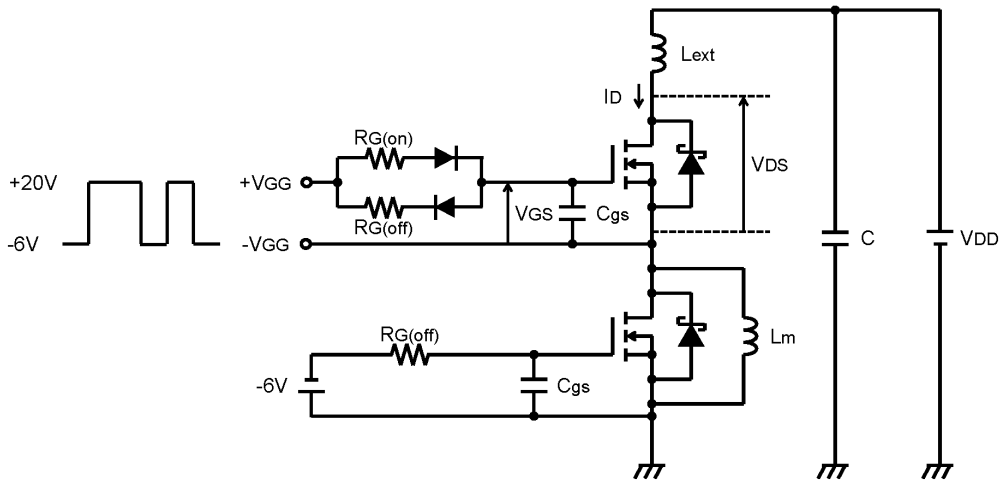 Lext
ID
RG(on)
VDS
+20V
+VGG
VGS
Cgs
-6V
-VGG
RG(off)
C
VDD
RG(off)
Lm
-6V
Cgs